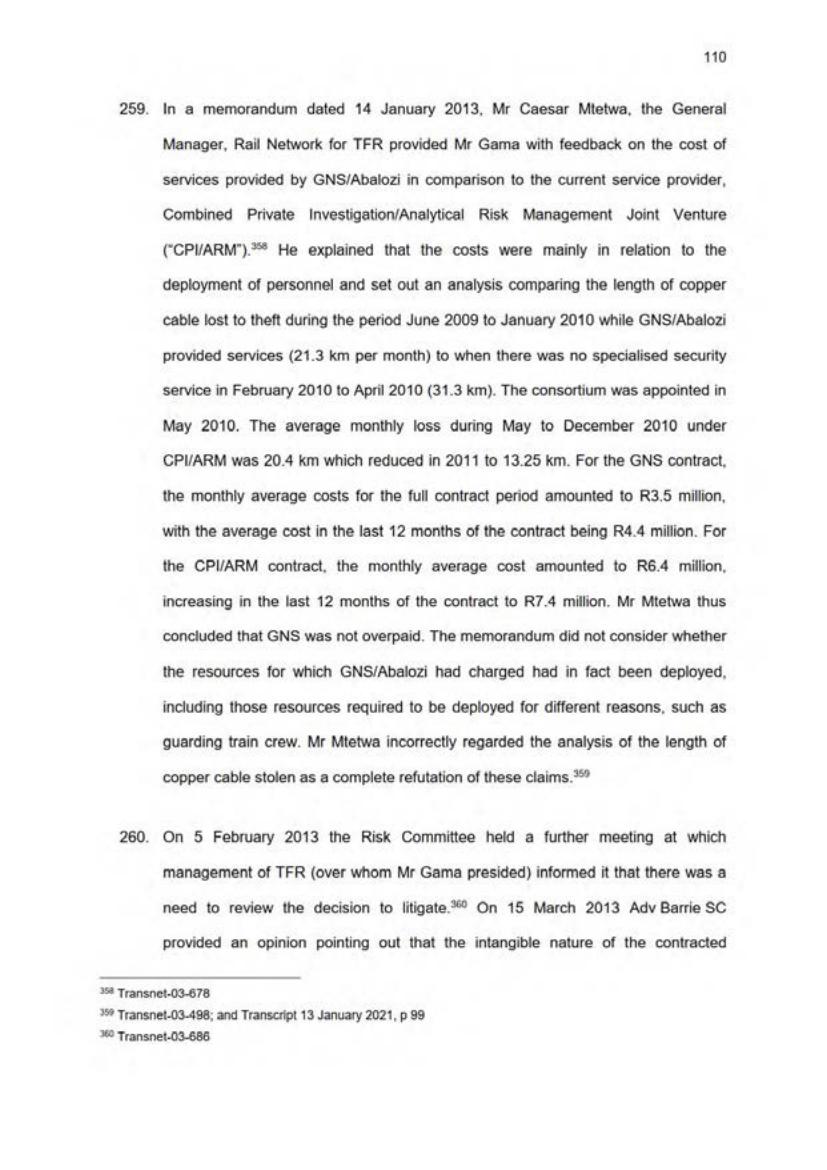 110
259. In a memorandum dated 14 January 2013, Mr Caesar Mtetwa, the General
Manager, Rail Network for TFR provided Mr Gama with feedback on the cost of
services provided by GNS/Abalozi in comparison to the current service provider,
Combined Private Investigation/Analytical Risk Management Joint Venture
("CPI/ARM").358 He explained that the costs were mainly in relation to the
deployment of personnel and set out an analysis comparing the length of copper
cable lost to theft during the period June 2009 to January 2010 while GNS/Abalozi
provided services (21.3 km per month) to when there was no specialised security
service in February 2010 to April 2010 (31.3 km). The consortium was appointed in
May 2010. The average monthly loss during May to December 2010 under
CPI/ARM was 20.4 km which reduced in 2011 to 13.25 km. For the GNS contract,
the monthly average costs for the full contract period amounted to R3.5 million,
with the average cost in the last 12 months of the contract being R4.4 million. For
the CPI/ARM contract, the monthly average cost amounted to R6.4 million,
increasing in the last 12 months of the contract to R7.4 million. Mr Mtetwa thus
concluded that GNS was not overpaid. The memorandum did not consider whether
the resources for which GNS/Abalozi had charged had in fact been deployed,
including those resources required to be deployed for different reasons, such as
guarding train crew. Mr Mtetwa incorrectly regarded the analysis of the length of
copper cable stolen as a complete refutation of these claims.359
260. On 5 February 2013 the Risk Committee held a further meeting at which
management of TFR (over whom Mr Gama presided) informed it that there was a
need to review the decision to litigate.360 On 15 March 2013 Adv Barrie SC
provided an opinion pointing out that the intangible nature of the contracted
358 Transnet-03-678
359 Transnet-03-498; and Transcript 13 January 2021, p 99
360 Transnet-03-686